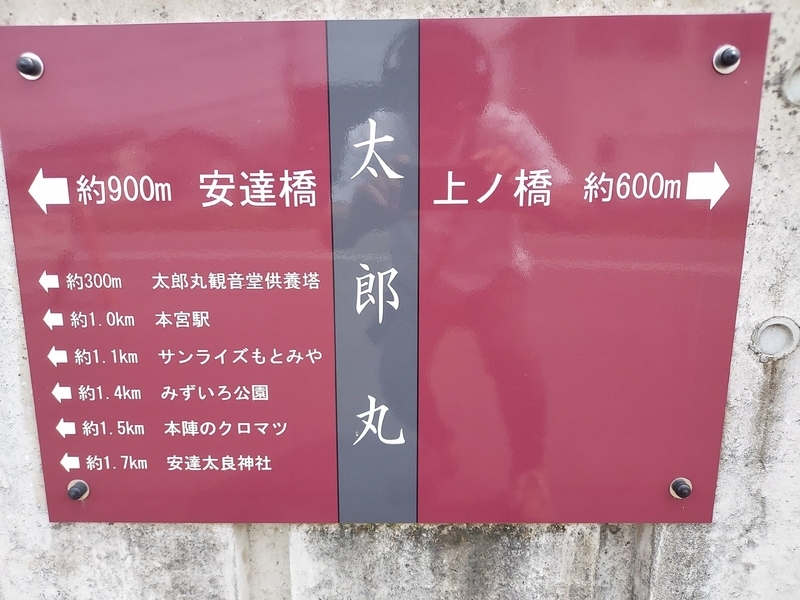 太郎丸
← 約900m 安達橋
上ノ橋 約600m →
← 約300m 太郎丸観音堂供養塔
← 約1.0km 本宮駅
← 約1.1km サンライズもとみや
← 約1.4km みずいろ公園
← 約1.5km 本陣のクロマツ
← 約1.7km 安達太良神社